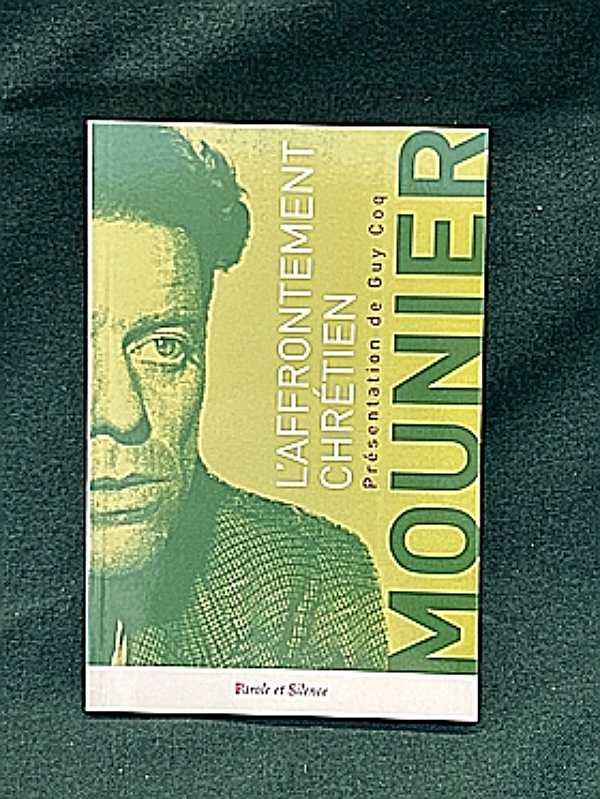 L'AFFRONTEMENT
CHRÉTIEN
Présentation de Guy Coq
MOUNIER
Parole et Silence